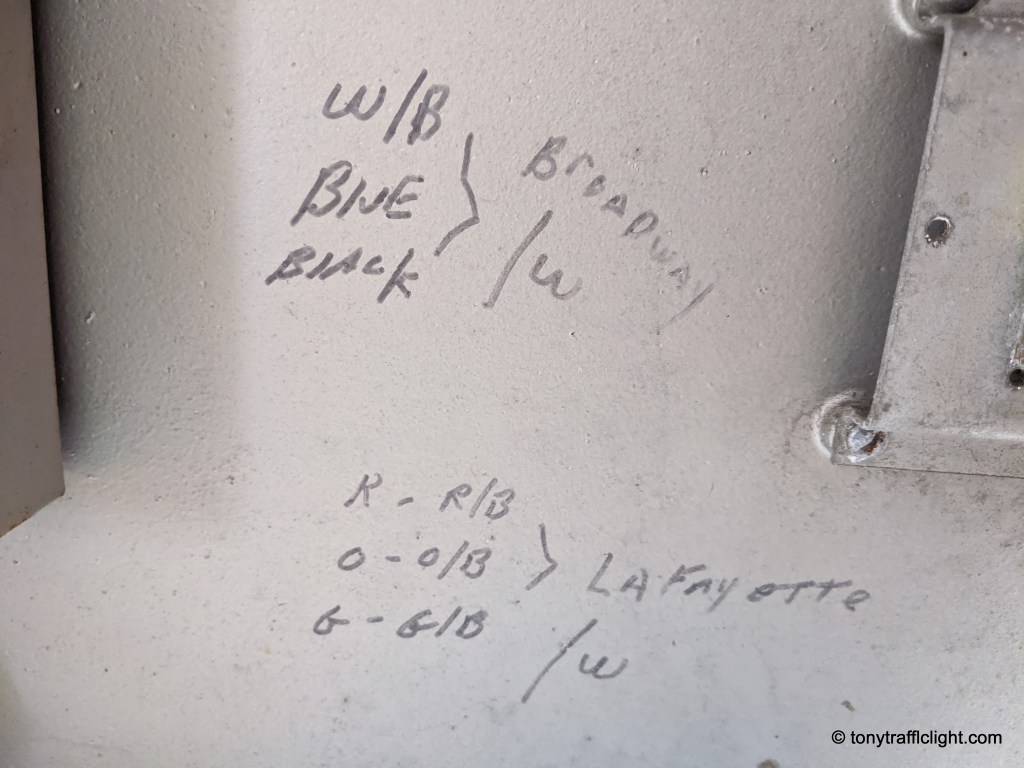 W/B
BluE
BlAck
BroADwAy
/w
R - R/B
O - O/B
G - G/B
LAFAyeTTe
/w
© tonytrafficlight.com